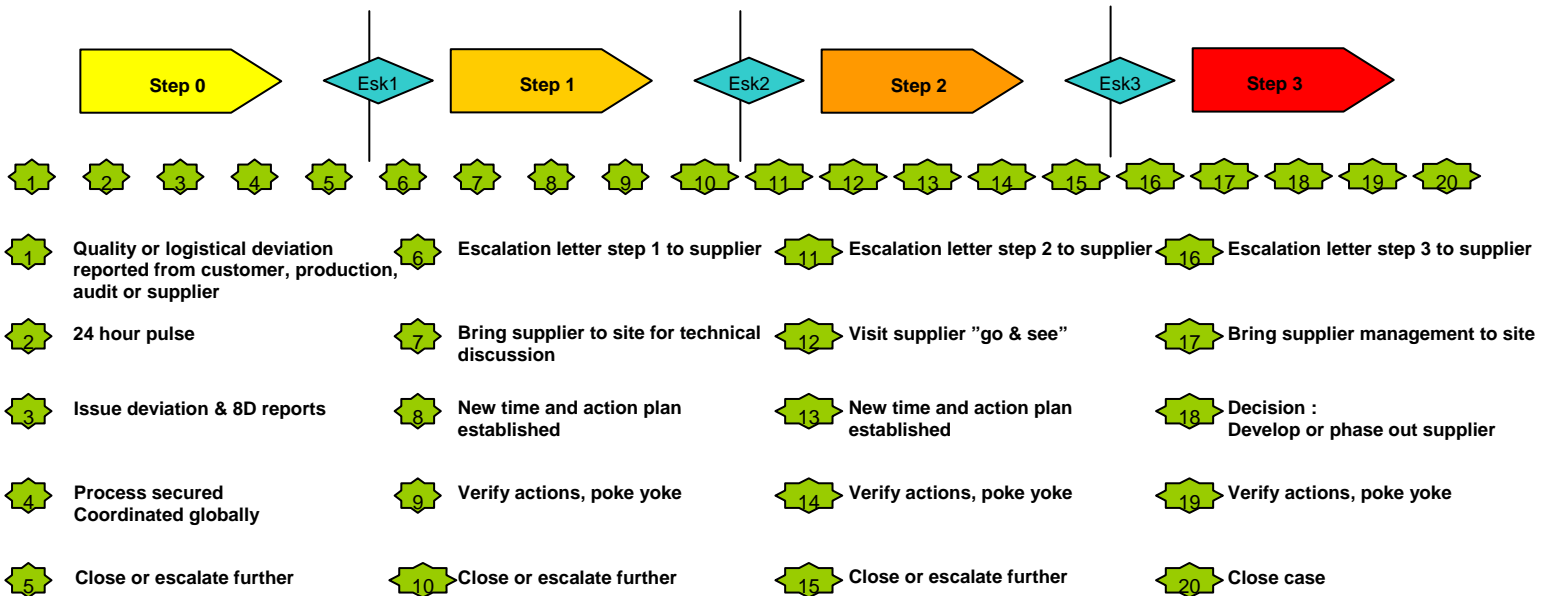 Step 0
Esk1
Step 1
Esk2
Step 2
Esk3
Step 3
1 2 3 4 5 6 7 8 9 10 11 12 13 14 15 16 17 18 19 20
1 Quality or logistical deviation
reported from customer, production,
audit or supplier
2 24 hour pulse
3 Issue deviation & 8D reports
4 Process secured
Coordinated globally
5 Close or escalate further
6 Escalation letter step 1 to supplier
7 Bring supplier to site for technical
discussion
8 New time and action plan
established
9 Verify actions, poke yoke
10 Close or escalate further
11 Escalation letter step 2 to supplier
12 Visit supplier ”go & see”
13 New time and action plan
established
14 Verify actions, poke yoke
15 Close or escalate further
16 Escalation letter step 3 to supplier
17 Bring supplier management to site
18 Decision :
Develop or phase out supplier
19 Verify actions, poke yoke
20 Close case